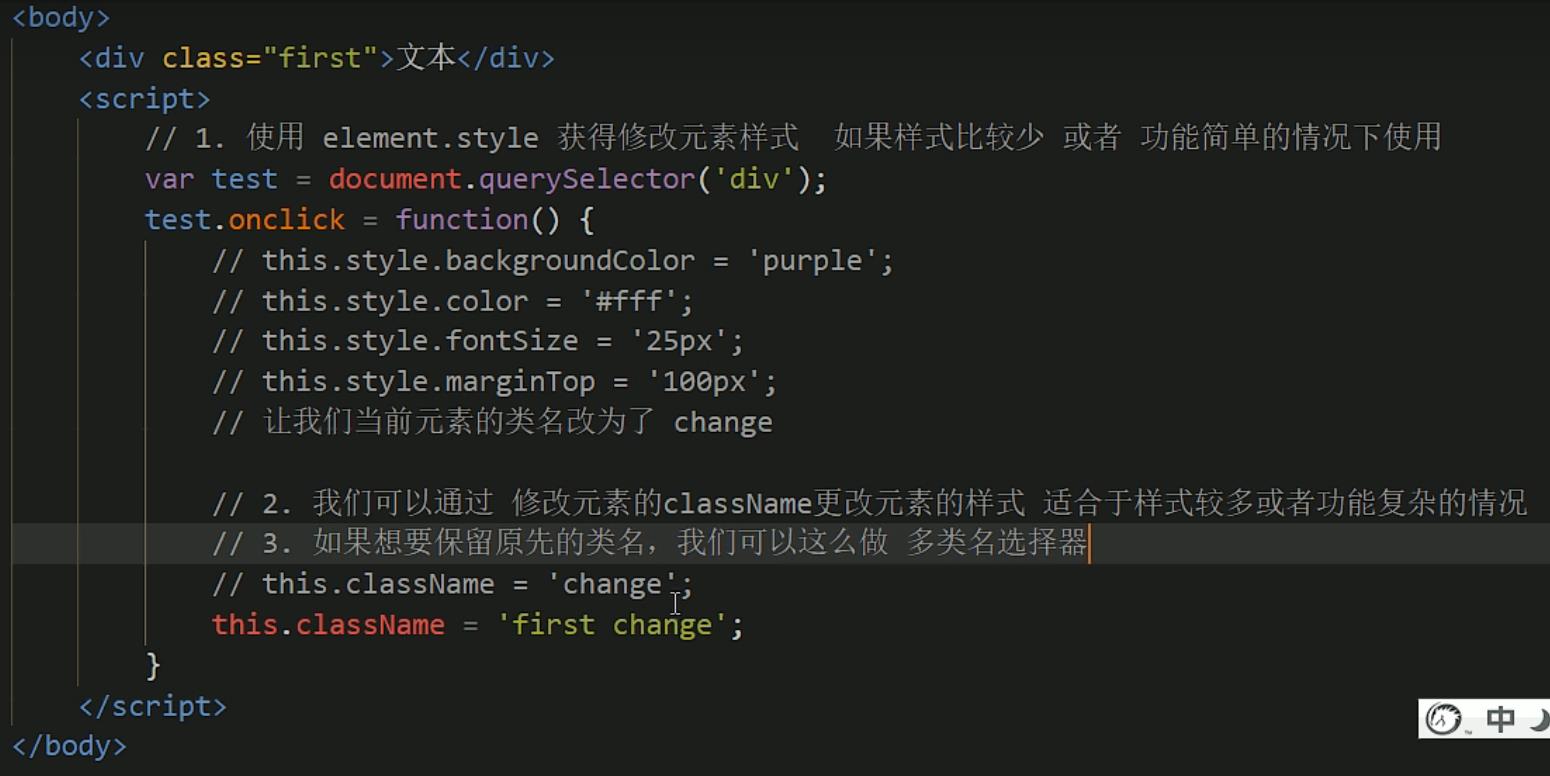 <body>
<div class="first">文本</div>
<script>
// 1. 使用 element.style 获得修改元素样式  如果样式比较少 或者 功能简单的情况下使用
var test = document.querySelector('div');
test.onclick = function() {
// this.style.backgroundColor = 'purple';
// this.style.color = '#fff';
// this.style.fontSize = '25px';
// this.style.marginTop = '100px';
// 让我们当前元素的类名改为了 change
// 2. 我们可以通过 修改元素的className更改元素的样式 适合于样式较多或者功能复杂的情况
// 3. 如果想要保留原先的类名，我们可以这么做 多类名选择器
// this.className = 'change';
this.className = 'first change';
}
</script>
</body>
中